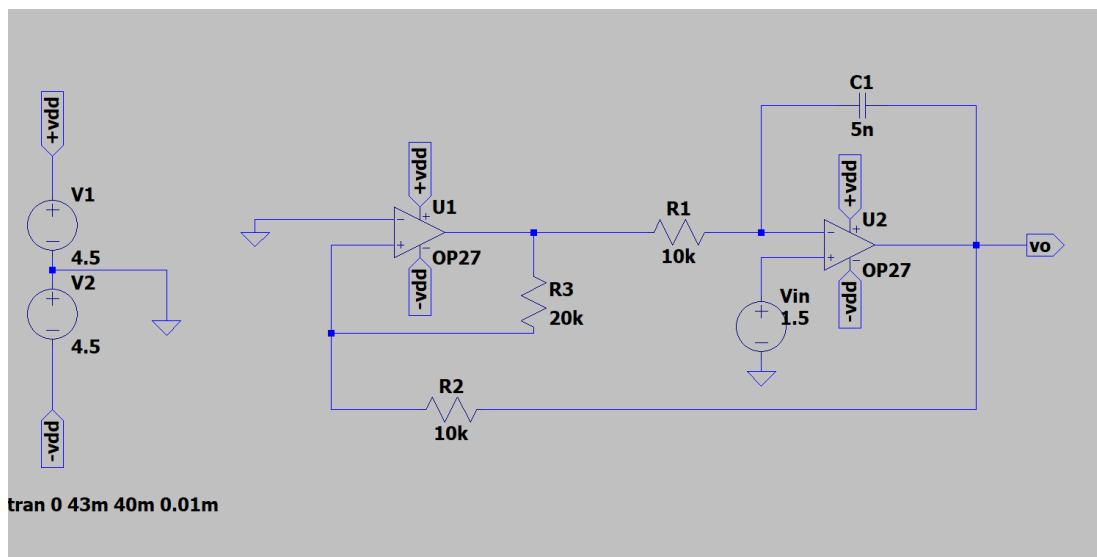 +vdd
V1
4.5
V2
4.5
-vdd
+vdd
U1
OP27
-vdd
R3
20k
R2
10k
R1
10k
C1
5n
+vdd
U2
OP27
-vdd
Vin
1.5
vo
tran 0 43m 40m 0.01m